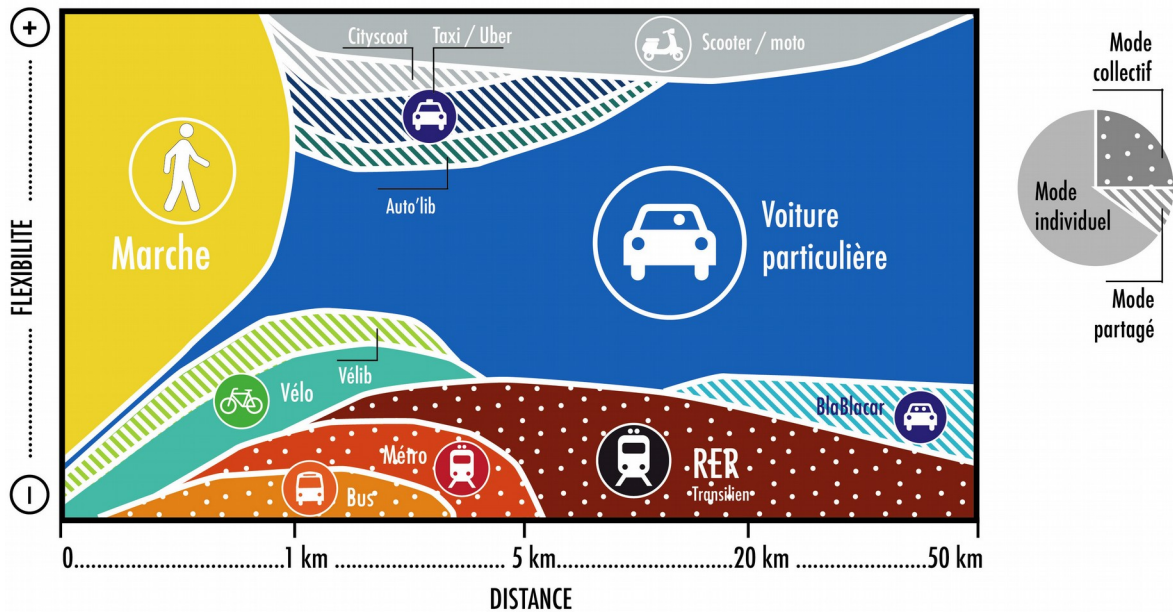 +
Cityscoot
Taxi / Uber
Scooter / moto
Mode
collectif
Mode
individuel
Mode
partagé
FLEXIBILITE
Marche
Auto'lib
Voiture
particulière
Vélo
Vélib
BlaBlacar
Métro
RER
Transilien
Bus
−
0
1 km
5 km
20 km
50 km
DISTANCE